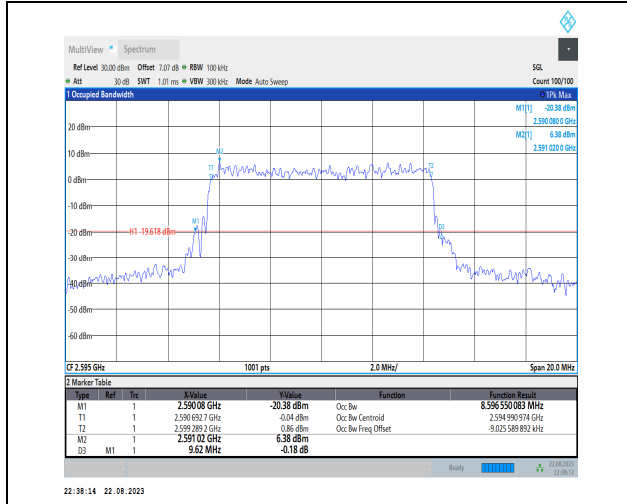 MultiView Spectrum
Ref Level 30.00 dBm Offset 7.07 dB RBW 100 kHz SGL
Att 30 dB SWT 1.01 ms VBW 300 kHz Mode Auto Sweep Count 100/100
1 Occupied Bandwidth 1Pk Max
M1[1] -20.38 dBm
2.590 080 0 GHz
M2[1] 6.38 dBm
2.591 020 0 GHz
20 dBm
M2
10 dBm
T1 T2
0 dBm
-10 dBm
M1
D3
-20 dBm H1 -19.618 dBm
-30 dBm
-40 dBm
-50 dBm
-60 dBm
CF 2.595 GHz 1001 pts 2.0 MHz/ Span 20.0 MHz
2 Marker Table
Type Ref Trc X-Value Y-Value Function Function Result
M1 1 2.590 08 GHz -20.38 dBm Occ Bw 8.596 550 083 MHz
T1 1 2.590 692 7 GHz -0.04 dBm Occ Bw Centroid 2.594 990 974 GHz
T2 1 2.599 289 2 GHz 0.86 dBm Occ Bw Freq Offset -9.025 589 892 kHz
M2 1 2.591 02 GHz 6.38 dBm
D3 M1 1 9.62 MHz -0.18 dB
Ready 22.08.2023
22:38:13
22:38:14 22.08.2023